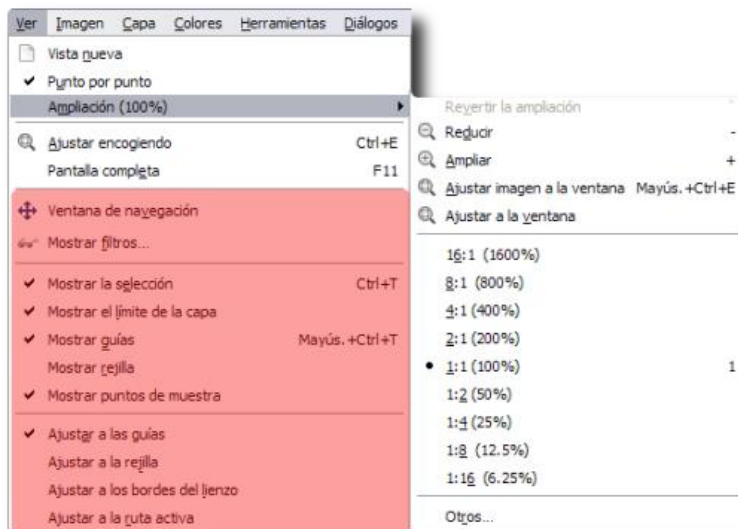 Ver Imagen Capa Colores Herramientas Diálogos
Vista nueva
Punto por punto
Ampliación (100%)
Ajustar encogiendo Ctrl+E
Pantalla completa F11
Ventana de navegación
Mostrar filtros...
Mostrar la selección Ctrl+T
Mostrar el límite de la capa
Mostrar guías Mayús.+Ctrl+T
Mostrar rejilla
Mostrar puntos de muestra
Ajustar a las guías
Ajustar a la rejilla
Ajustar a los bordes del lienzo
Ajustar a la ruta activa
Revertir la ampliación `
Reducir -
Ampliar +
Ajustar imagen a la ventana Mayús.+Ctrl+E
Ajustar a la ventana
16:1 (1600%)
8:1 (800%)
4:1 (400%)
2:1 (200%)
1:1 (100%) 1
1:2 (50%)
1:4 (25%)
1:8 (12.5%)
1:16 (6.25%)
Otros...